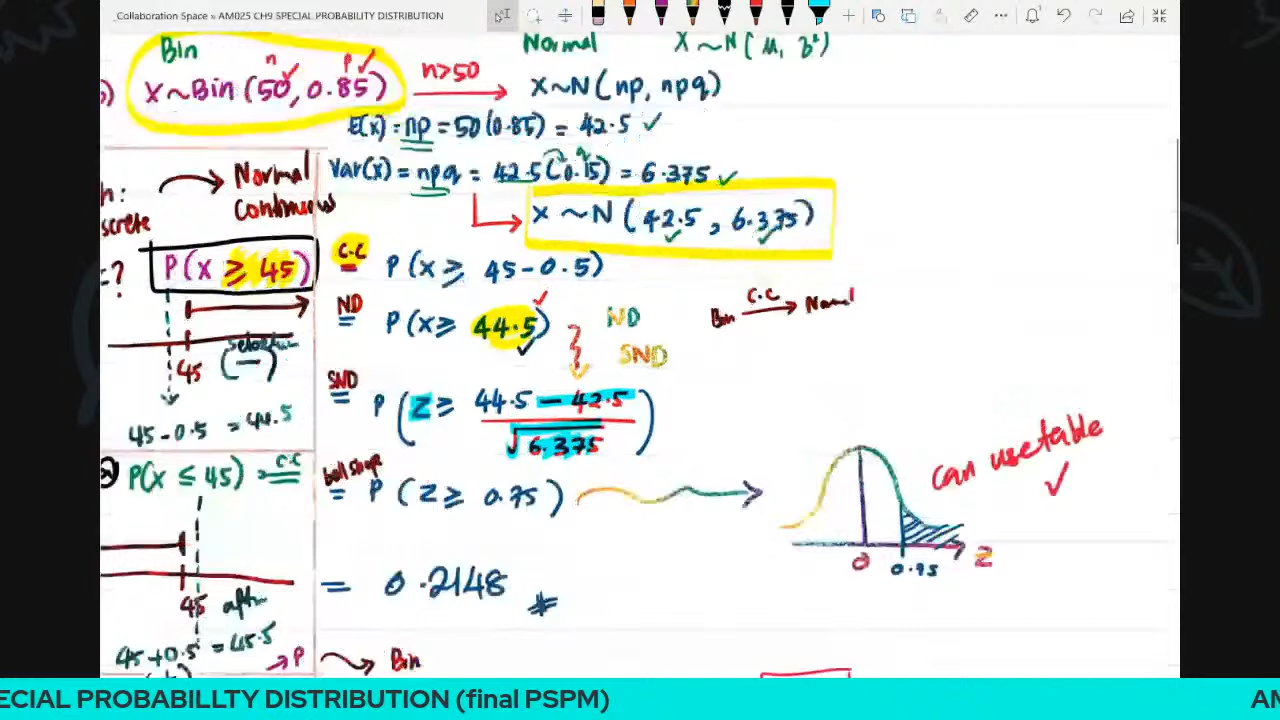 _Collaboration Space » AM025 CH9 SPECIAL PROBABILITY DISTRIBUTION
Bin
Normal X ~ N( μ, σ²)
n p ✓
) X~Bin (50, 0.85) n>50 X~N( np, npq )
E(x) = np = 50 (0.85) = 42.5 ✓
Var(x) = npq = 42.5 (0.15) = 6.375 ✓
q
X ~ N ( 42.5 , 6.375 )
Normal
continuous
=? P( X ≥ 45 ) C.C = P( X ≥ 45 - 0.5 )
ND = P( X ≥ 44.5 ) ✓
ND
SND
Bin C.C Normal
45
45 - 0.5 = 44.5
SND = P ( Z ≥ 44.5 - 42.5 / √6.375 )
P(X ≤ 45) C.C =
bell shape
= P ( Z ≥ 0.75 )
can use table ✓
0 0.75 Z
= 0.2148
45
45 + 0.5 = 45.5
P Bin
ECIAL PROBABILLTY DISTRIBUTION (final PSPM)
AM